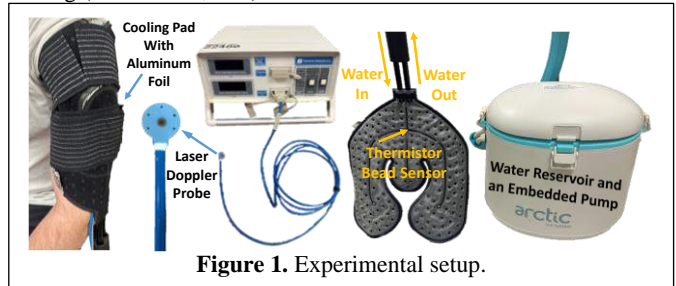 Cooling Pad
With
Aluminum
Foil
Laser
Doppler
Probe
Water
In
Water
Out
Thermistor
Bead Sensor
Water Reservoir and
an Embedded Pump
arctic
Figure 1. Experimental setup.